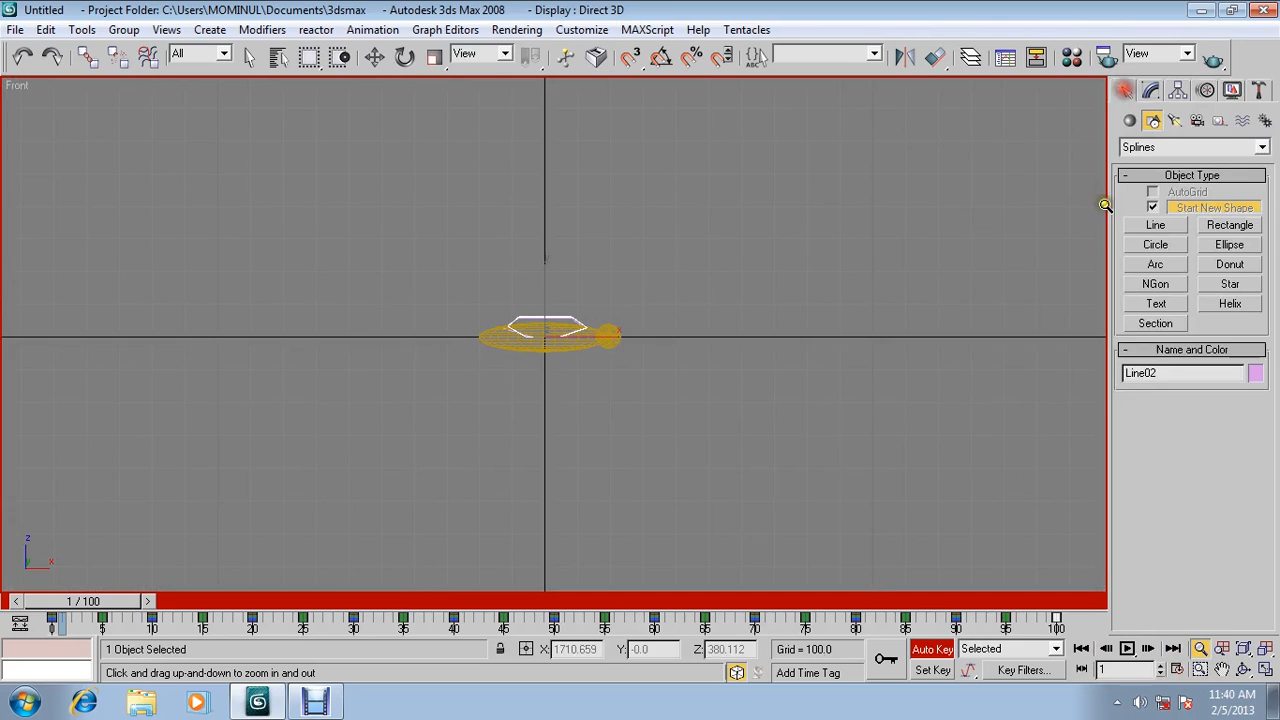 Untitled - Project Folder: C:\Users\MOMINUL\Documents\3dsmax - Autodesk 3ds Max 2008 - Display : Direct 3D
File Edit Tools Group Views Create Modifiers reactor Animation Graph Editors Rendering Customize MAXScript Help Tentacles
All View 3 % ABC View
Front
Splines
- Object Type
AutoGrid
Start New Shape
Line Rectangle
Circle Ellipse
Arc Donut
NGon Star
Text Helix
Section
- Name and Color
Line02
x
z
x
< 1 / 100 >
0 5 10 15 20 25 30 35 40 45 50 55 60 65 70 75 80 85 90 95 100
1 Object Selected X: 1710.659 Y: -0.0 Z: 380.112 Grid = 100.0 Auto Key Selected
Click and drag up-and-down to zoom in and out Add Time Tag Set Key Key Filters... 1
11:40 AM
2/5/2013